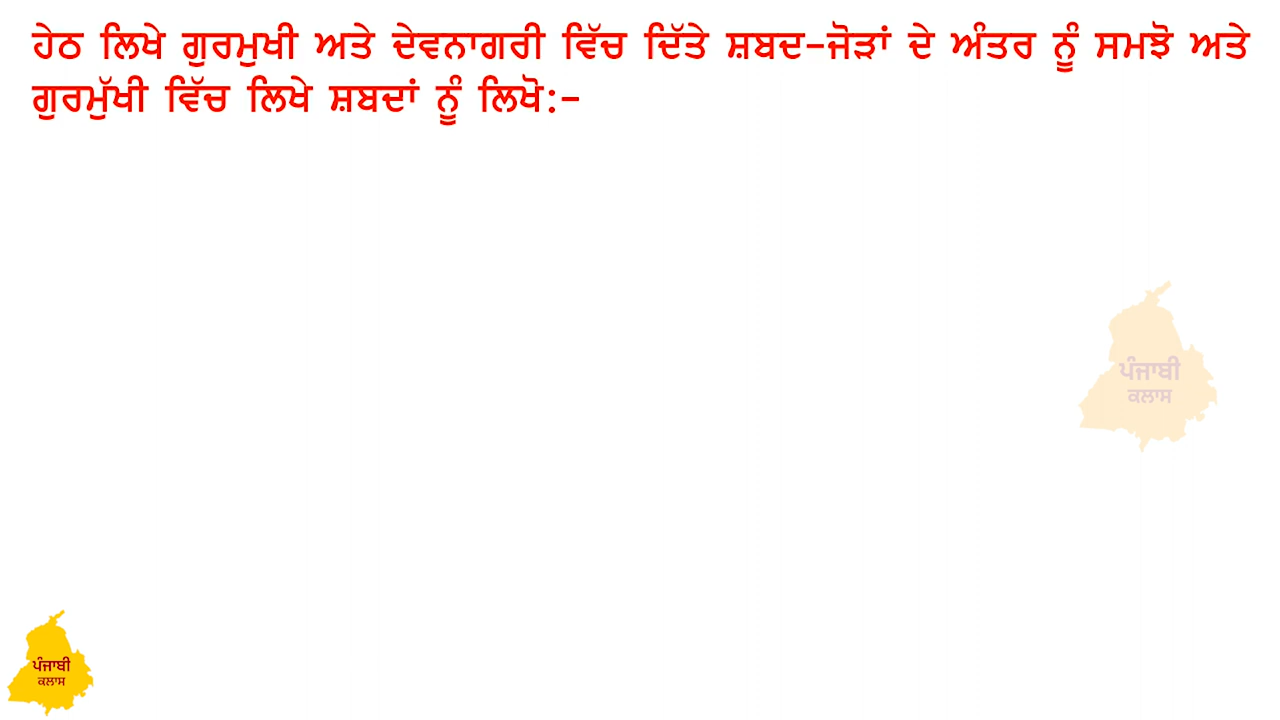 ਹੇਠ ਲਿਖੇ ਗੁਰਮੁਖੀ ਅਤੇ ਦੇਵਨਾਗਰੀ ਵਿੱਚ ਦਿੱਤੇ ਸ਼ਬਦ-ਜੋੜਾਂ ਦੇ ਅੰਤਰ ਨੂੰ ਸਮਝੋ ਅਤੇ
ਗੁਰਮੁੱਖੀ ਵਿੱਚ ਲਿਖੇ ਸ਼ਬਦਾਂ ਨੂੰ ਲਿਖੋ:-
ਪੰਜਾਬੀ
ਕਲਾਸ
ਪੰਜਾਬੀ
ਕਲਾਸ